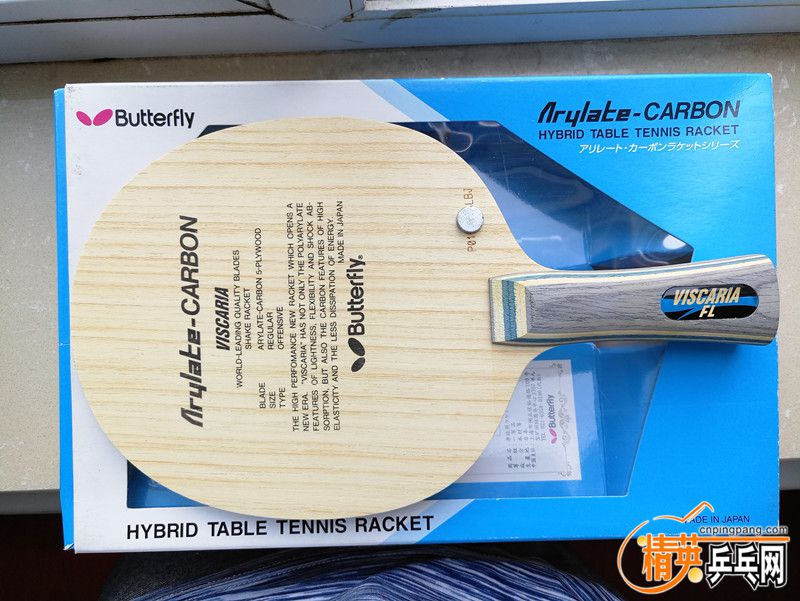 Butterfly
Arylate-CARBON
HYBRID TABLE TENNIS RACKET
アリレート・カーボンラケットシリーズ
Arylate-CARBON
VISCARIA
WORLD-LEADING QUALITY BLADES
SHAKE RACKET
BLADE ARYLATE-CARBON 5-PLYWOOD
SIZE REGULAR
TYPE OFFENSIVE
THE HIGH PERFOMANCE NEW RACKET WHICH OPENS A
NEW ERA. "VISCARIA" HAS NOT ONLY THE POLYARYLATE
FEATURES OF LIGHTNESS, FLEXIBILITY AND SHOCK AB-
SORPTION, BUT ALSO THE CARBON FEATURES OF HIGH
ELASTICITY AND THE LESS DISSIPATION OF ENERGY.
MADE IN JAPAN
Butterfly
VISCARIA
FL
Butterfly
HYBRID TABLE TENNIS RACKET
MADE IN JAPAN
cnpingpang.com
精英乒乓网